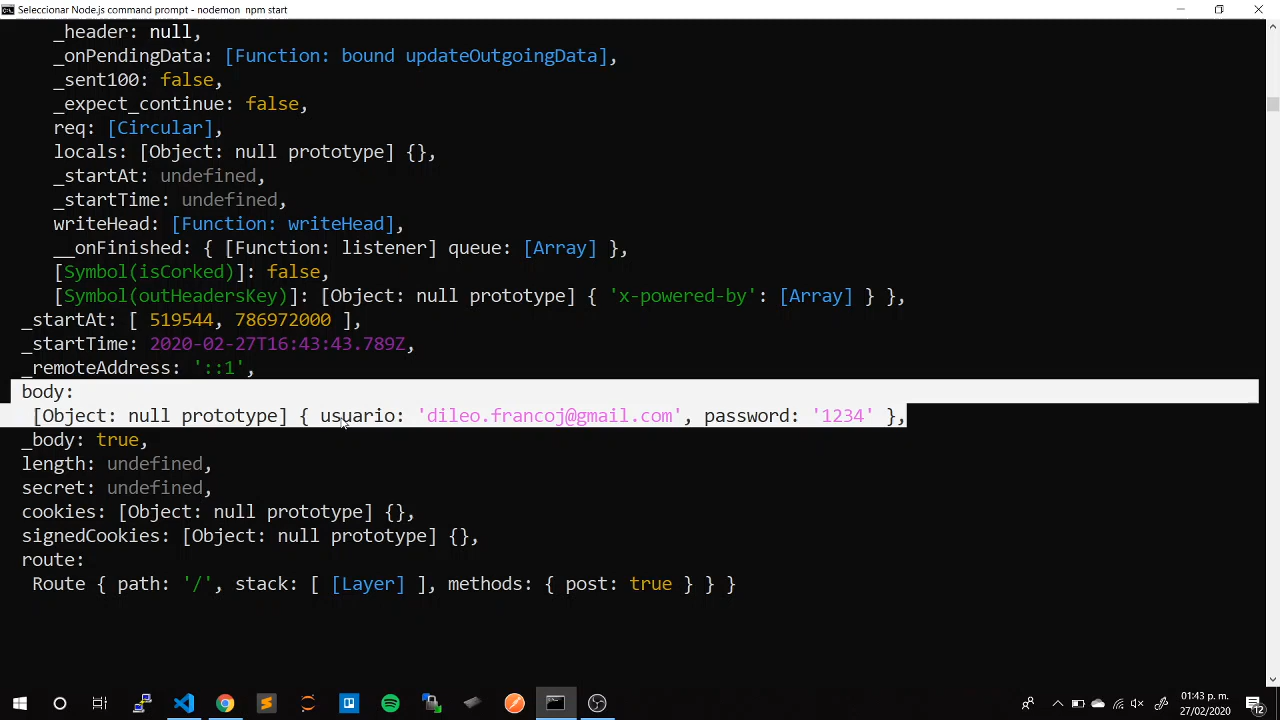 Seleccionar Node.js command prompt - nodemon  npm start
_header: null,
_onPendingData: [Function: bound updateOutgoingData],
_sent100: false,
_expect_continue: false,
req: [Circular],
locals: [Object: null prototype] {},
_startAt: undefined,
_startTime: undefined,
writeHead: [Function: writeHead],
__onFinished: { [Function: listener] queue: [Array] },
[Symbol(isCorked)]: false,
[Symbol(outHeadersKey)]: [Object: null prototype] { 'x-powered-by': [Array] } },
_startAt: [ 519544, 786972000 ],
_startTime: 2020-02-27T16:43:43.789Z,
_remoteAddress: '::1',
body:
[Object: null prototype] { usuario: 'dileo.francoj@gmail.com', password: '1234' },
_body: true,
length: undefined,
secret: undefined,
cookies: [Object: null prototype] {},
signedCookies: [Object: null prototype] {},
route:
Route { path: '/', stack: [ [Layer] ], methods: { post: true } } }
01:43 p. m.
27/02/2020
12